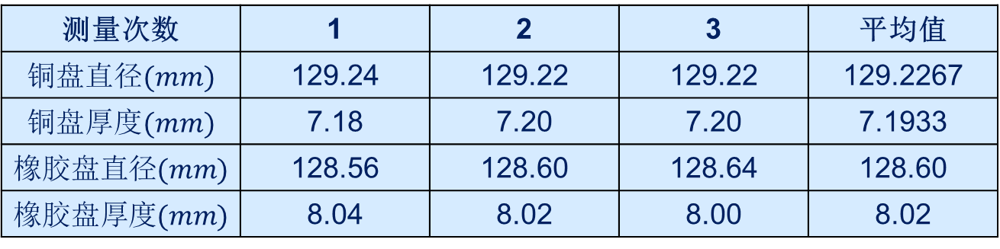 测量次数 1 2 3 平均值
铜盘直径(mm) 129.24 129.22 129.22 129.2267
铜盘厚度(mm) 7.18 7.20 7.20 7.1933
橡胶盘直径(mm) 128.56 128.60 128.64 128.60
橡胶盘厚度(mm) 8.04 8.02 8.00 8.02